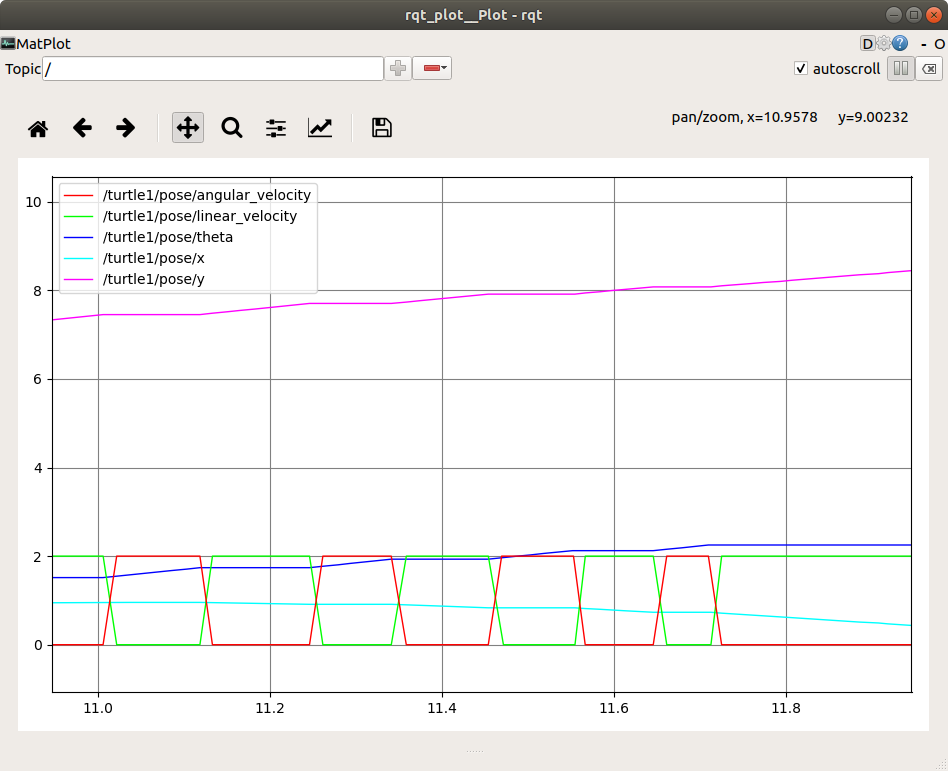 rqt_plot__Plot - rqt
MatPlot
D
?
- O
Topic /
autoscroll
pan/zoom, x=10.9578 y=9.00232
/turtle1/pose/angular_velocity
/turtle1/pose/linear_velocity
/turtle1/pose/theta
/turtle1/pose/x
/turtle1/pose/y
10
8
6
4
2
0
11.0 11.2 11.4 11.6 11.8